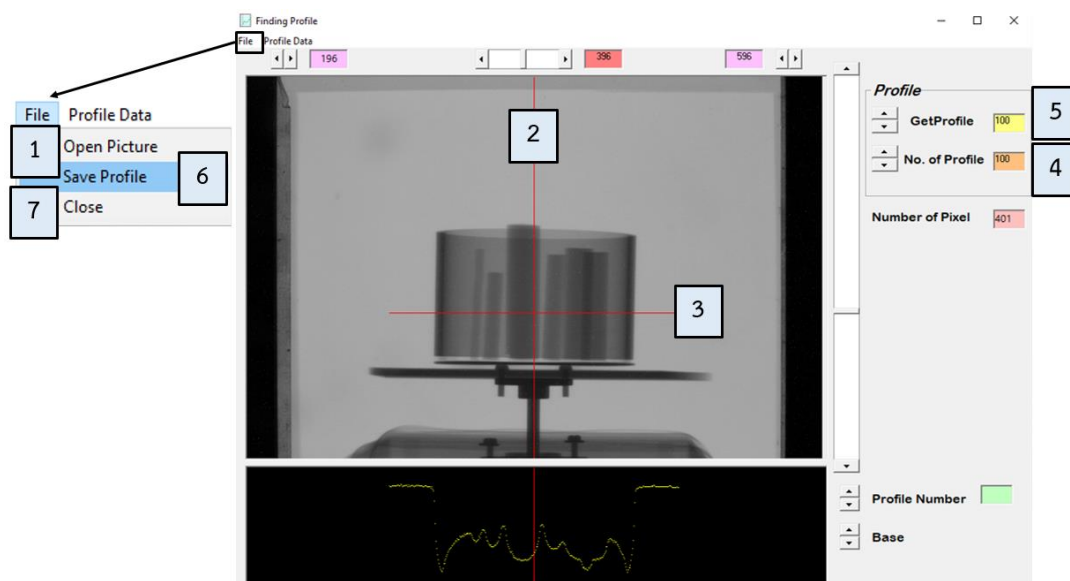 Finding Profile
File Profile Data
196 396 596
File Profile Data
1 Open Picture
Save Profile 6
7 Close
2
3
Profile
GetProfile 100 5
No. of Profile 100 4
Number of Pixel 401
Profile Number
Base